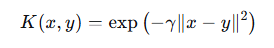 K(x, y) = exp (−γ‖x − y‖²)